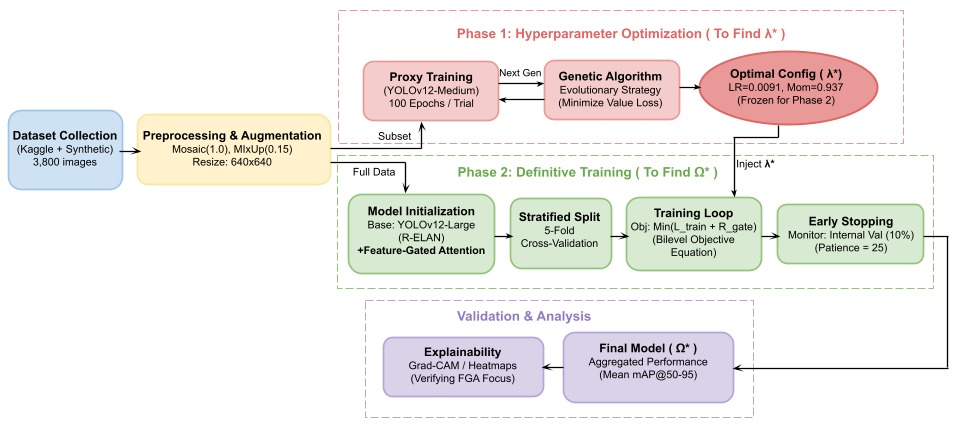 Phase 1: Hyperparameter Optimization ( To Find λ* )
Proxy Training
(YOLOv12-Medium)
100 Epochs / Trial
Next Gen
Genetic Algorithm
Evolutionary Strategy
(Minimize Value Loss)
Optimal Config ( λ*)
LR=0.0091, Mom=0.937
(Frozen for Phase 2)
Dataset Collection
(Kaggle + Synthetic)
3,800 images
Preprocessing & Augmentation
Mosaic(1.0), MIxUp(0.15)
Resize: 640x640
Subset
Full Data
Inject λ*
Phase 2: Definitive Training ( To Find Ω* )
Model Initialization
Base: YOLOv12-Large
(R-ELAN)
+Feature-Gated Attention
Stratified Split
5-Fold
Cross-Validation
Training Loop
Obj: Min(L_train + R_gate)
(Bilevel Objective
Equation)
Early Stopping
Monitor: Internal Val (10%)
(Patience = 25)
Validation & Analysis
Explainability
Grad-CAM / Heatmaps
(Verifying FGA Focus)
Final Model ( Ω* )
Aggregated Performance
(Mean mAP@50-95)